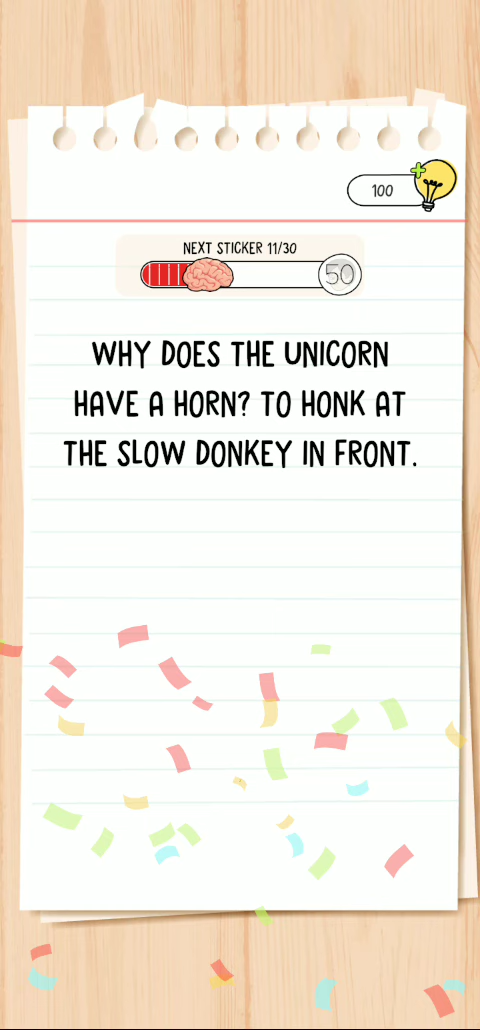 100
NEXT STICKER 11/30
50
WHY DOES THE UNICORN
HAVE A HORN? TO HONK AT
THE SLOW DONKEY IN FRONT.